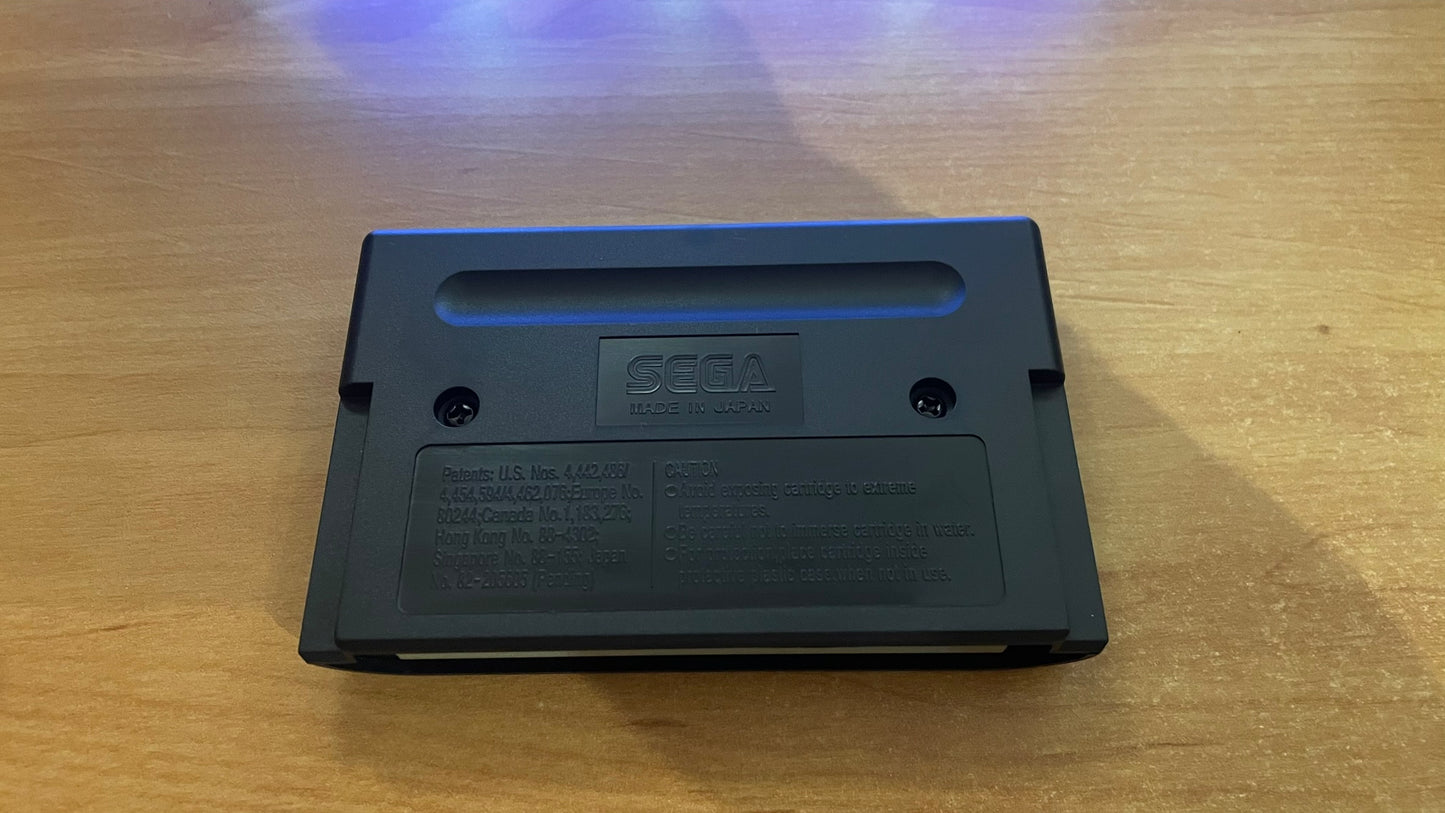 SEGA
MADE IN JAPAN
Patents: U.S. Nos. 4,442,486/
4,454,594/4,462,076;Europe No.
80244;Canada No.1,183,276;
Hong Kong No. 88-4302;
Singapore No. 88-155; Japan
No. 82-205605 (Pending)
CAUTION
Avoid exposing cartridge to extreme
temperatures.
Be careful not to immerse cartridge in water.
place cartridge inside
protective plastic case when not in use.